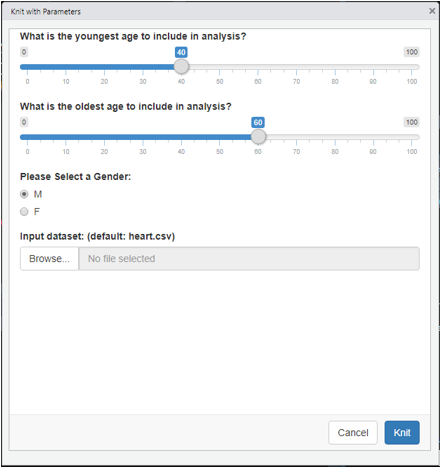 Knit with Parameters ×
What is the youngest age to include in analysis?
0 40 100
0 10 20 30 40 50 60 70 80 90 100
What is the oldest age to include in analysis?
0 60 100
0 10 20 30 40 50 60 70 80 90 100
Please Select a Gender:
M
F
Input dataset: (default: heart.csv)
Browse... No file selected
Cancel Knit